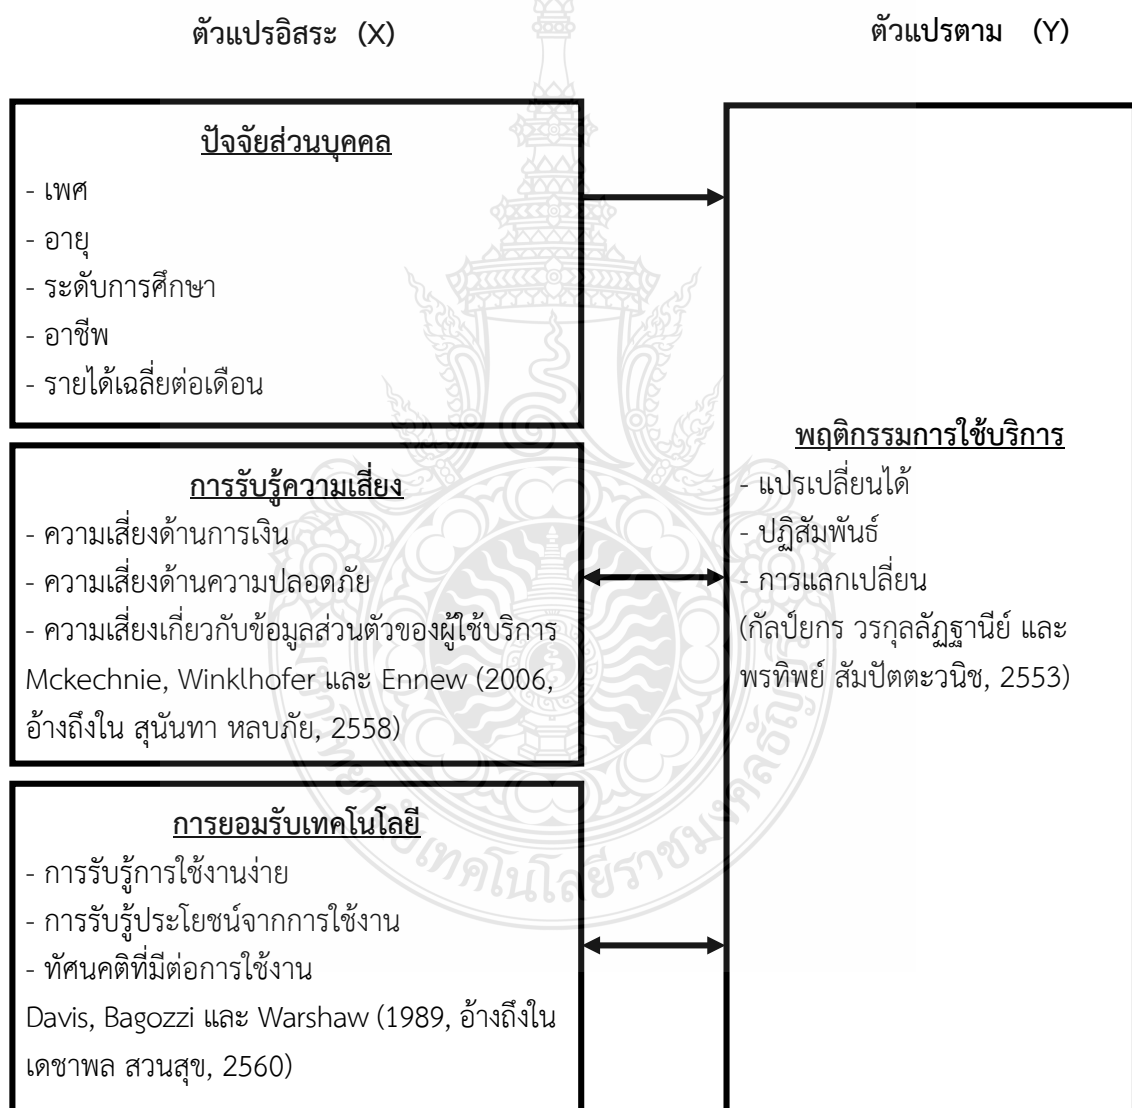 ตัวแปรอิสระ (X)
ตัวแปรตาม (Y)
ปัจจัยส่วนบุคคล
- เพศ
- อายุ
- ระดับการศึกษา
- อาชีพ
- รายได้เฉลี่ยต่อเดือน
การรับรู้ความเสี่ยง
- ความเสี่ยงด้านการเงิน
- ความเสี่ยงด้านความปลอดภัย
- ความเสี่ยงเกี่ยวกับข้อมูลส่วนตัวของผู้ใช้บริการ
Mckechnie, Winklhofer และ Ennew (2006,
อ้างถึงใน สุนันทา หลบภัย, 2558)
การยอมรับเทคโนโลยี
- การรับรู้การใช้งานง่าย
- การรับรู้ประโยชน์จากการใช้งาน
- ทัศนคติที่มีต่อการใช้งาน
Davis, Bagozzi และ Warshaw (1989, อ้างถึงใน
เดชาพล สวนสุข, 2560)
พฤติกรรมการใช้บริการ
- แปรเปลี่ยนได้
- ปฏิสัมพันธ์
- การแลกเปลี่ยน
(กัลป์ยกร วรกุลลัฏฐานีย์ และ
พรทิพย์ สัมปัตตะวนิช, 2553)